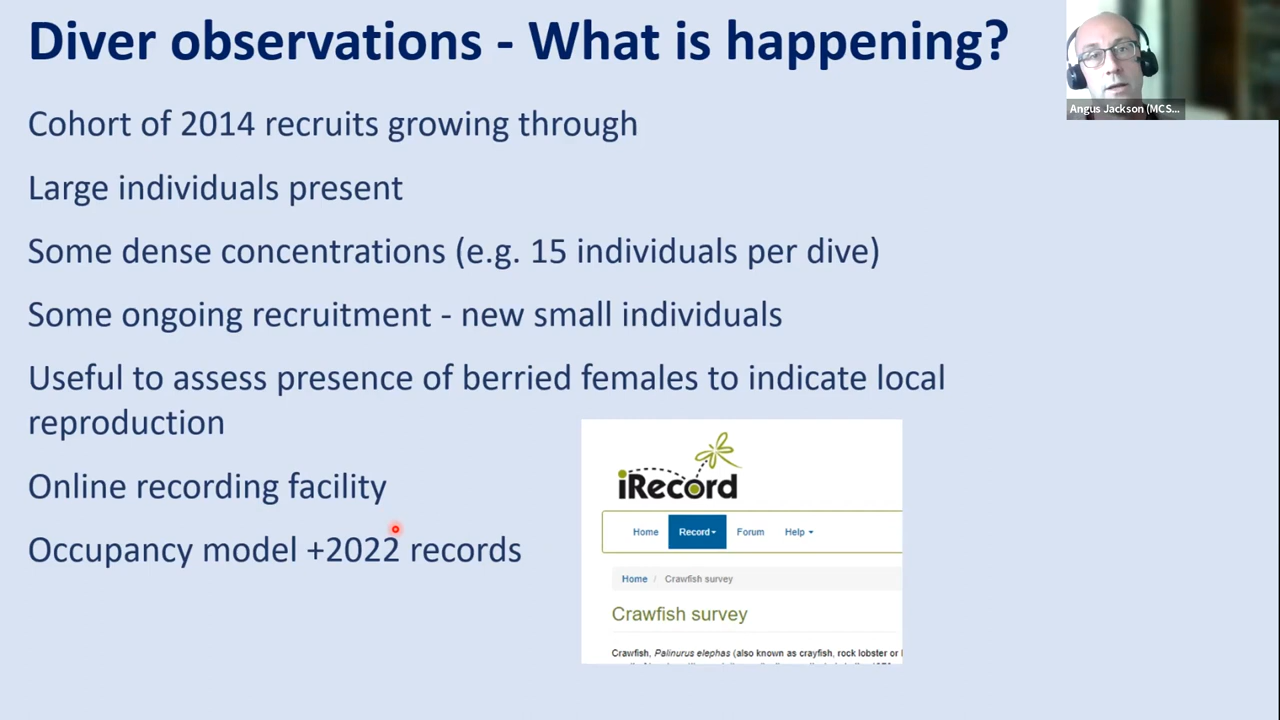 Diver observations - What is happening?
Angus Jackson (MCS...
Cohort of 2014 recruits growing through
Large individuals present
Some dense concentrations (e.g. 15 individuals per dive)
Some ongoing recruitment - new small individuals
Useful to assess presence of berried females to indicate local
reproduction
Online recording facility
Occupancy model +2022 records
iRecord
Home Record Forum Help
Home / Crawfish survey
Crawfish survey
Crawfish, Palinurus elephas (also known as crayfish, rock lobster or